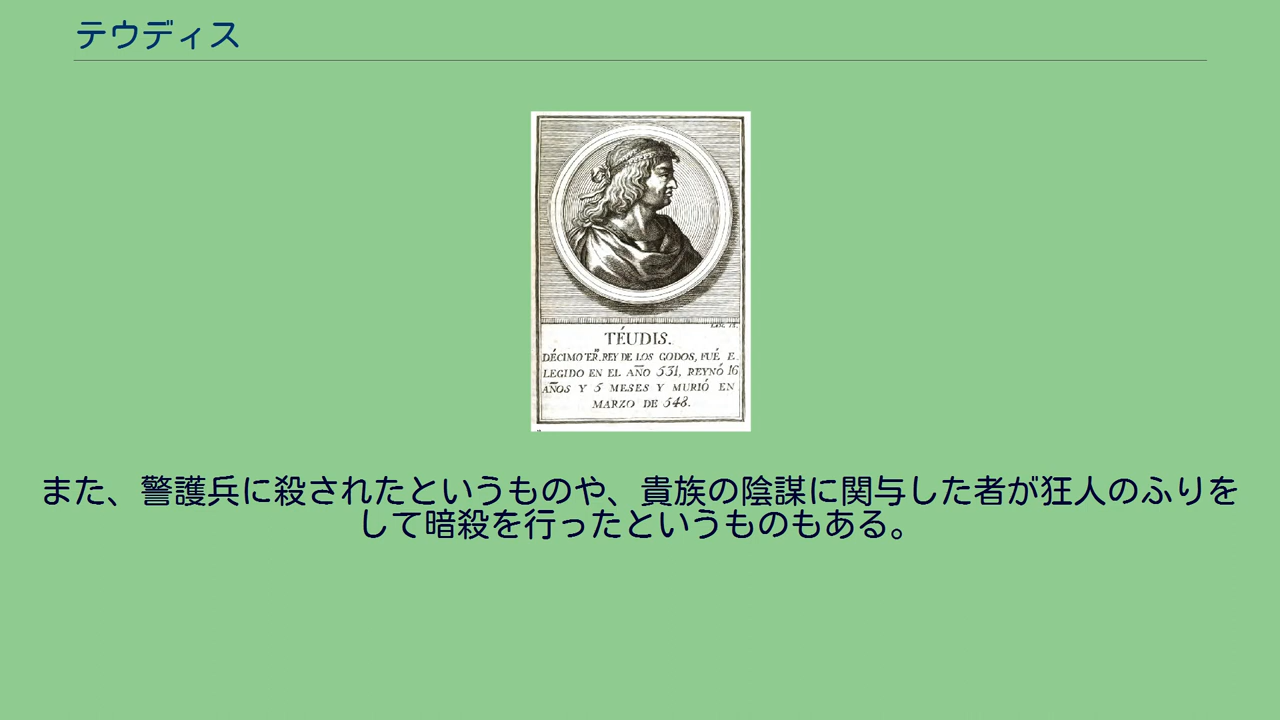 テウディス
TÉUDIS.
REY DE LOS GODOS, FUÉ E
LEGIDO EN EL AÑO 531, REYNÓ 16
AÑOS Y 5 MESES Y MURIÓ EN
MARZO DE 548.
また、警護兵に殺されたというものや、貴族の陰謀に関与した者が狂人のふりを
して暗殺を行ったというものもある。